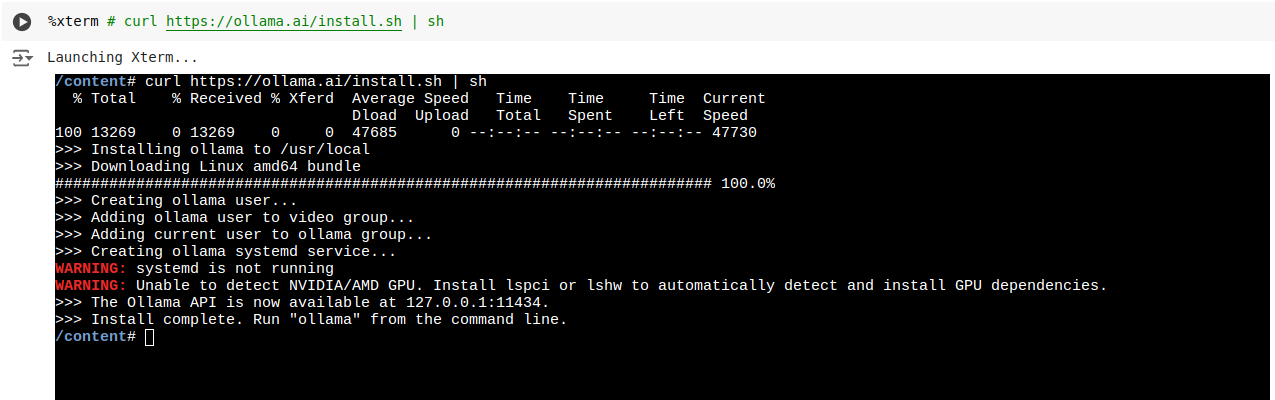 %xterm # curl https://ollama.ai/install.sh | sh
Launching Xterm...
/content# curl https://ollama.ai/install.sh | sh
  % Total    % Received % Xferd  Average Speed   Time    Time     Time  Current
                                 Dload  Upload   Total   Spent    Left  Speed
100 13269    0 13269    0     0  47685      0 --:--:-- --:--:-- --:--:-- 47730
>>> Installing ollama to /usr/local
>>> Downloading Linux amd64 bundle
######################################################################### 100.0%
>>> Creating ollama user...
>>> Adding ollama user to video group...
>>> Adding current user to ollama group...
>>> Creating ollama systemd service...
WARNING: systemd is not running
WARNING: Unable to detect NVIDIA/AMD GPU. Install lspci or lshw to automatically detect and install GPU dependencies.
>>> The Ollama API is now available at 127.0.0.1:11434.
>>> Install complete. Run "ollama" from the command line.
/content#